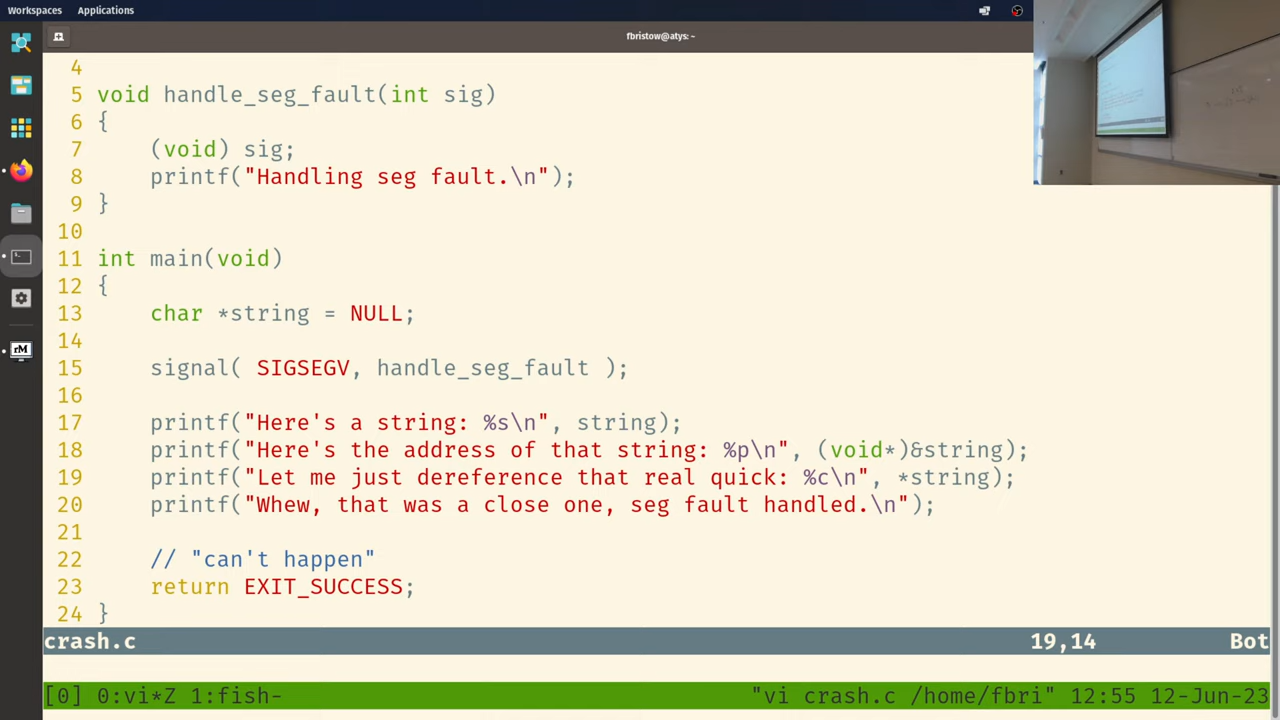 Workspaces Applications
fbristow@atys: ~
4
5 void handle_seg_fault(int sig)
6 {
7     (void) sig;
8     printf("Handling seg fault.\n");
9 }
10
11 int main(void)
12 {
13     char *string = NULL;
14
15     signal( SIGSEGV, handle_seg_fault );
16
17     printf("Here's a string: %s\n", string);
18     printf("Here's the address of that string: %p\n", (void*)&string);
19     printf("Let me just dereference that real quick: %c\n", *string);
20     printf("Whew, that was a close one, seg fault handled.\n");
21
22     // "can't happen"
23     return EXIT_SUCCESS;
24 }
crash.c 19,14 Bot
[0] 0:vi*Z 1:fish- "vi crash.c /home/fbri" 12:55 12-Jun-23
rM